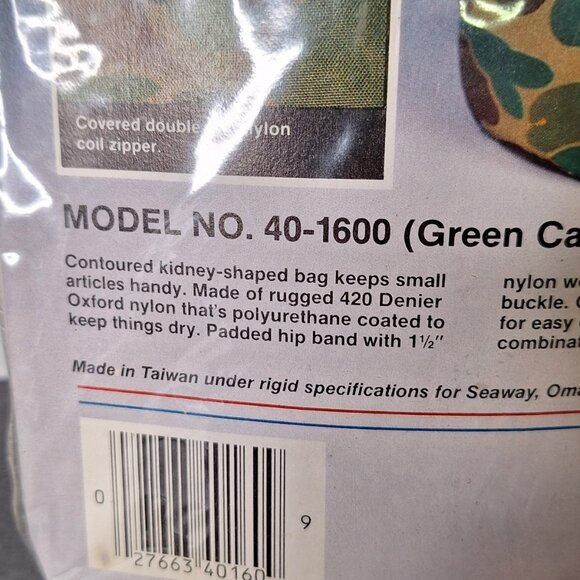 Covered double nylon
coil zipper.
MODEL NO. 40-1600 (Green Ca
Contoured kidney-shaped bag keeps small
articles handy. Made of rugged 420 Denier
Oxford nylon that's polyurethane coated to
keep things dry. Padded hip band with 1½"
nylon w
buckle.
for easy
combina
Made in Taiwan under rigid specifications for Seaway, Oma
0
27663 40160
9